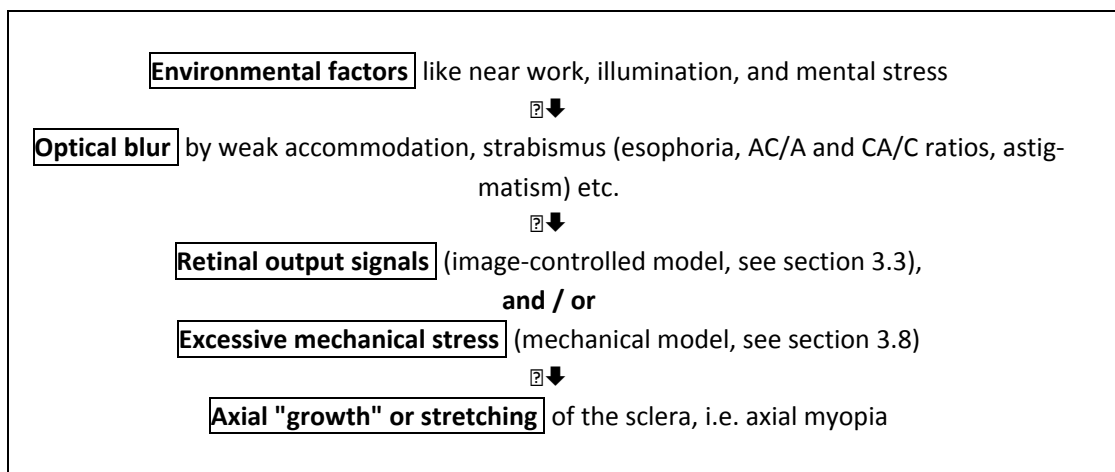 Environmental factors like near work, illumination, and mental stress
⍰🡇
Optical blur by weak accommodation, strabismus (esophoria, AC/A and CA/C ratios, astig-
matism) etc.
⍰🡇
Retinal output signals (image-controlled model, see section 3.3),
and / or
Excessive mechanical stress (mechanical model, see section 3.8)
⍰🡇
Axial "growth" or stretching of the sclera, i.e. axial myopia